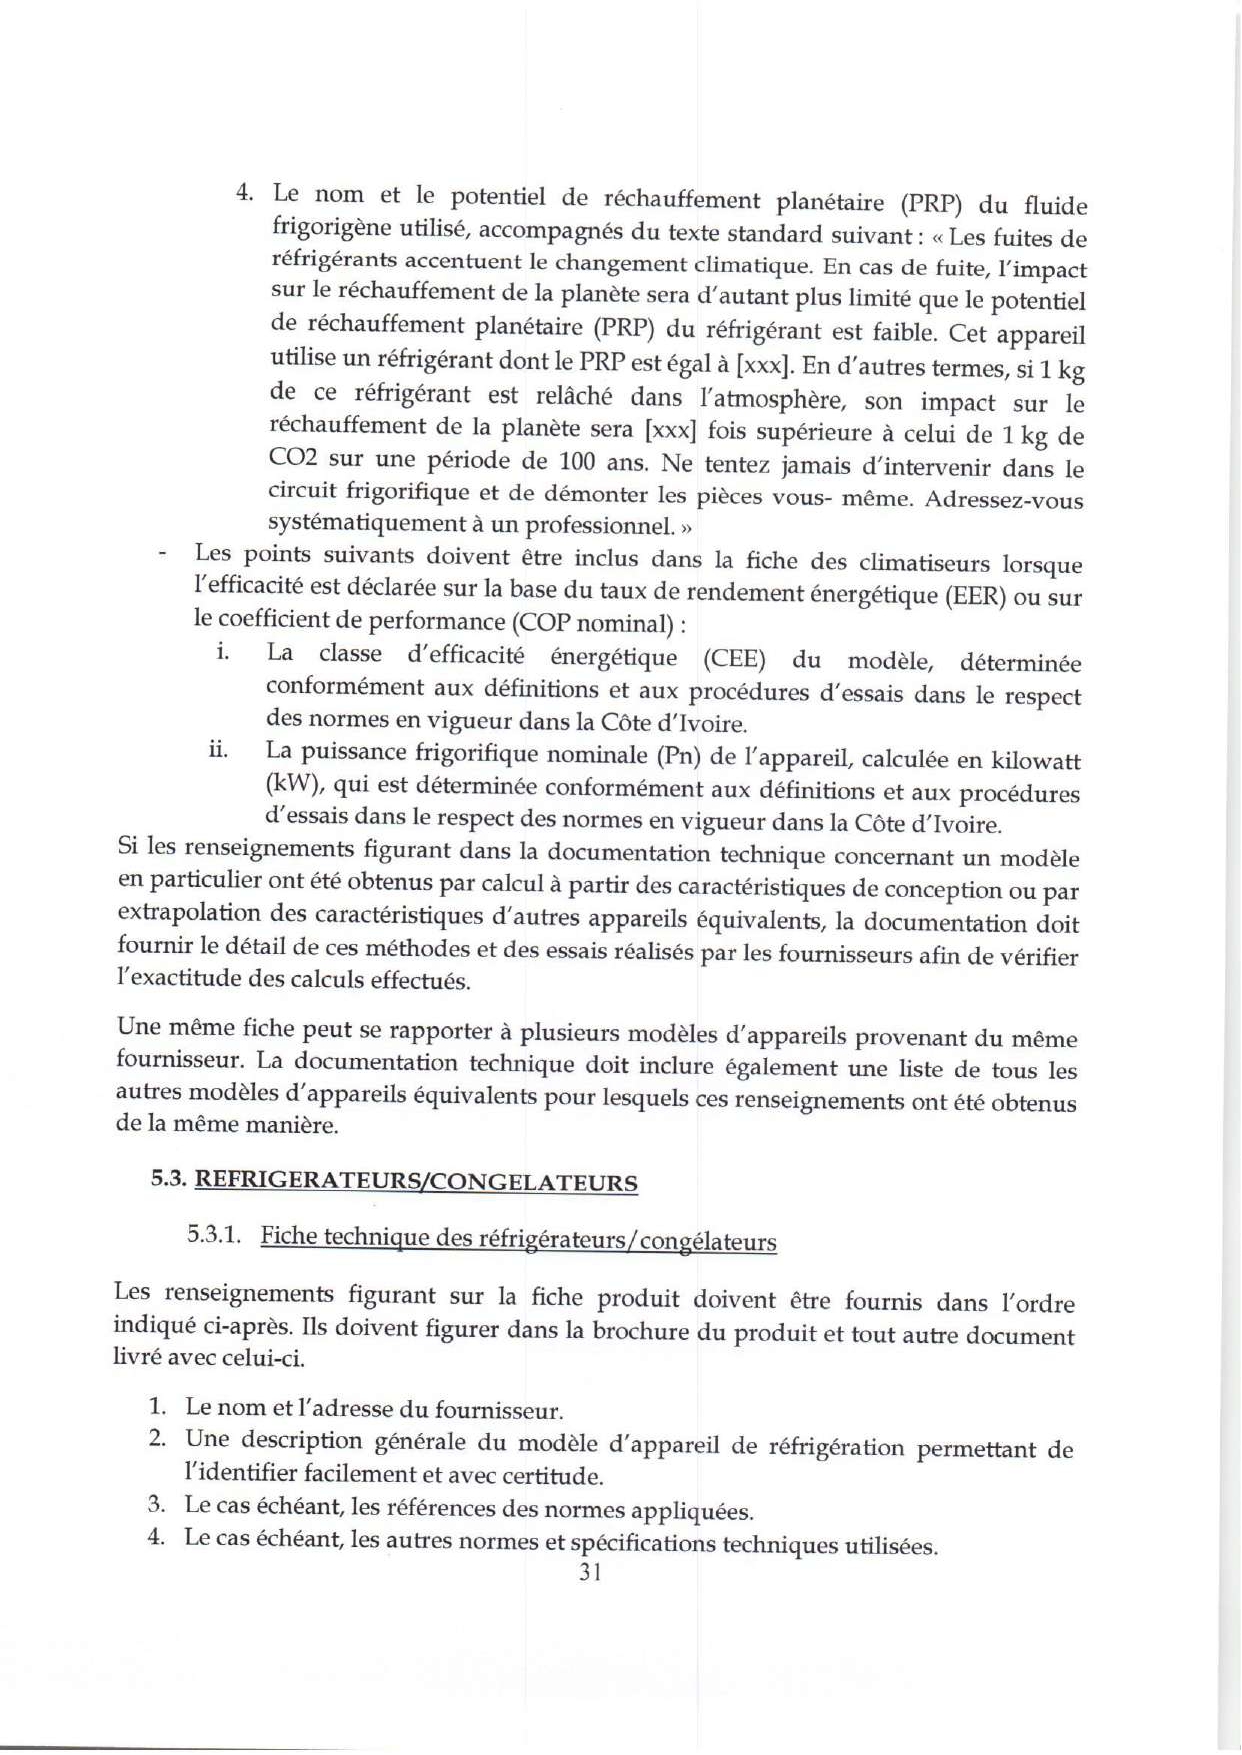 4. Le nom et le potentiel de réchauffement planétaire (PRP) du fluide
frigorigène utilisé, accompagnés du texte standard suivant : « Les fuites de
réfrigérants accentuent le changement climatique. En cas de fuite, l'impact
sur le réchauffement de la planète sera d'autant plus limité que le potentiel
de réchauffement planétaire (PRP) du réfrigérant est faible. Cet appareil
utilise un réfrigérant dont le PRP est égal à [xxx]. En d'autres termes, si 1 kg
de ce réfrigérant est relâché dans l'atmosphère, son impact sur le
réchauffement de la planète sera [xxx] fois supérieure à celui de 1 kg de
CO2 sur une période de 100 ans. Ne tentez jamais d'intervenir dans le
circuit frigorifique et de démonter les pièces vous- même. Adressez-vous
systématiquement à un professionnel. »
- Les points suivants doivent être inclus dans la fiche des climatiseurs lorsque
l'efficacité est déclarée sur la base du taux de rendement énergétique (EER) ou sur
le coefficient de performance (COP nominal) :
i. La classe d'efficacité énergétique (CEE) du modèle, déterminée
conformément aux définitions et aux procédures d'essais dans le respect
des normes en vigueur dans la Côte d'Ivoire.
ii. La puissance frigorifique nominale (Pn) de l'appareil, calculée en kilowatt
(kW), qui est déterminée conformément aux définitions et aux procédures
d'essais dans le respect des normes en vigueur dans la Côte d'Ivoire.
Si les renseignements figurant dans la documentation technique concernant un modèle
en particulier ont été obtenus par calcul à partir des caractéristiques de conception ou par
extrapolation des caractéristiques d'autres appareils équivalents, la documentation doit
fournir le détail de ces méthodes et des essais réalisés par les fournisseurs afin de vérifier
l'exactitude des calculs effectués.
Une même fiche peut se rapporter à plusieurs modèles d'appareils provenant du même
fournisseur. La documentation technique doit inclure également une liste de tous les
autres modèles d'appareils équivalents pour lesquels ces renseignements ont été obtenus
de la même manière.
5.3. REFRIGERATEURS/CONGELATEURS
5.3.1. Fiche technique des réfrigérateurs/congélateurs
Les renseignements figurant sur la fiche produit doivent être fournis dans l'ordre
indiqué ci-après. Ils doivent figurer dans la brochure du produit et tout autre document
livré avec celui-ci.
1. Le nom et l'adresse du fournisseur.
2. Une description générale du modèle d'appareil de réfrigération permettant de
l'identifier facilement et avec certitude.
3. Le cas échéant, les références des normes appliquées.
4. Le cas échéant, les autres normes et spécifications techniques utilisées.
31